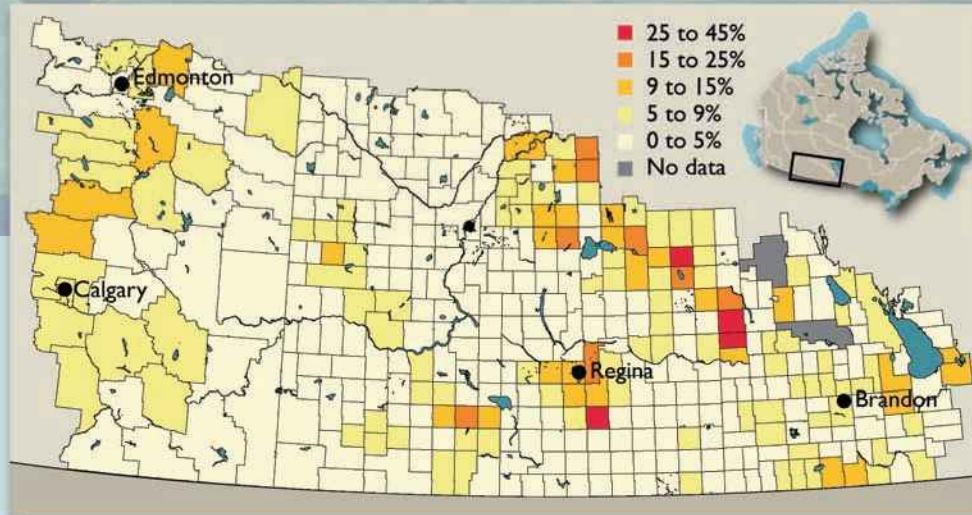 25 to 45%
15 to 25%
9 to 15%
5 to 9%
0 to 5%
No data
Edmonton
Calgary
Regina
Brandon